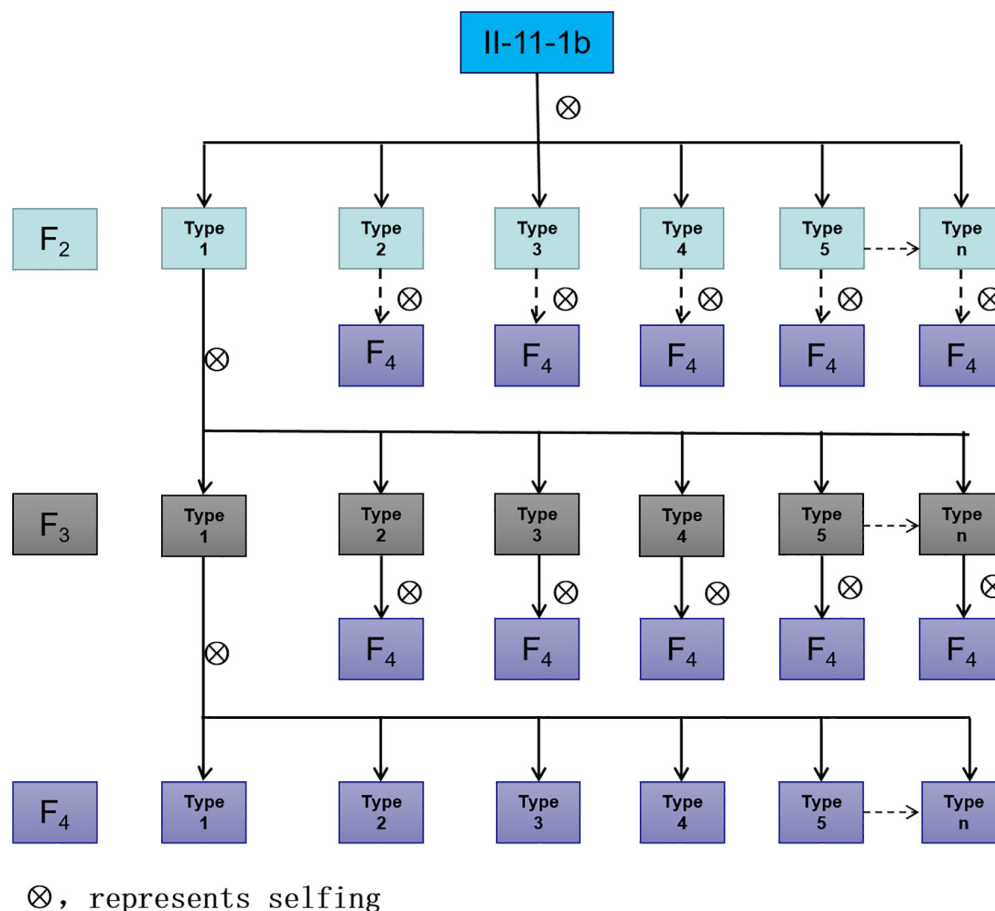 II-11-1b
⊗
F₂
Type
1
Type
2
Type
3
Type
4
Type
5
Type
n
⊗ ⊗ ⊗ ⊗ ⊗
F₄ F₄ F₄ F₄ F₄
⊗
F₃
Type
1
Type
2
Type
3
Type
4
Type
5
Type
n
⊗ ⊗ ⊗ ⊗ ⊗
F₄ F₄ F₄ F₄ F₄
⊗
F₄
Type
1
Type
2
Type
3
Type
4
Type
5
Type
n
⊗, represents selfing